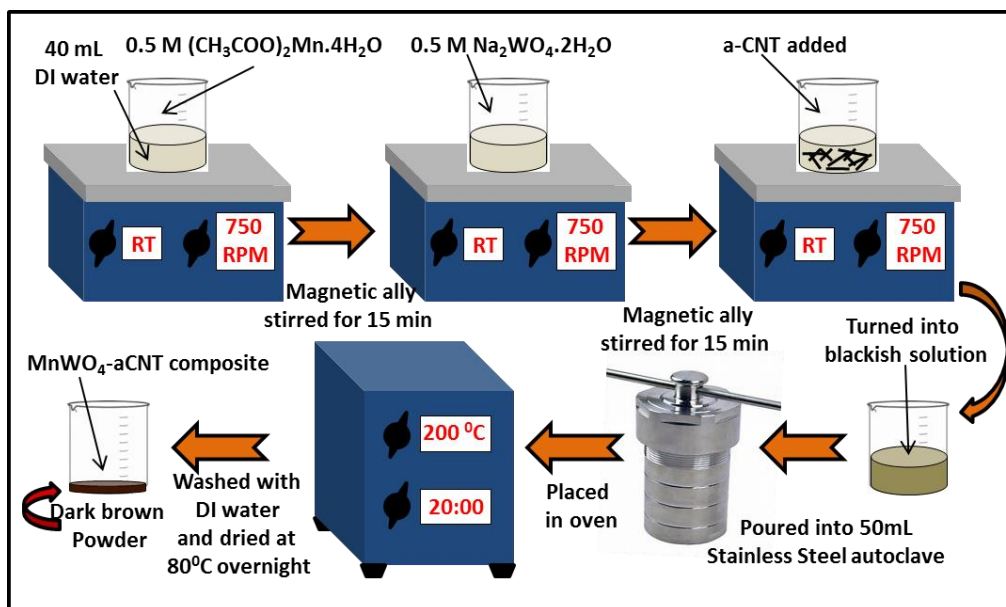 40 mL
DI water
0.5 M (CH₃COO)₂Mn.4H₂O
0.5 M Na₂WO₄.2H₂O
a-CNT added
RT
750
RPM
RT
750
RPM
RT
750
RPM
Magnetic ally
stirred for 15 min
Magnetic ally
stirred for 15 min
Turned into
blackish solution
Poured into 50mL
Stainless Steel autoclave
Placed
in oven
200 ⁰C
20:00
Washed with
DI water
and dried at
80⁰C overnight
MnWO₄-aCNT composite
Dark brown
Powder